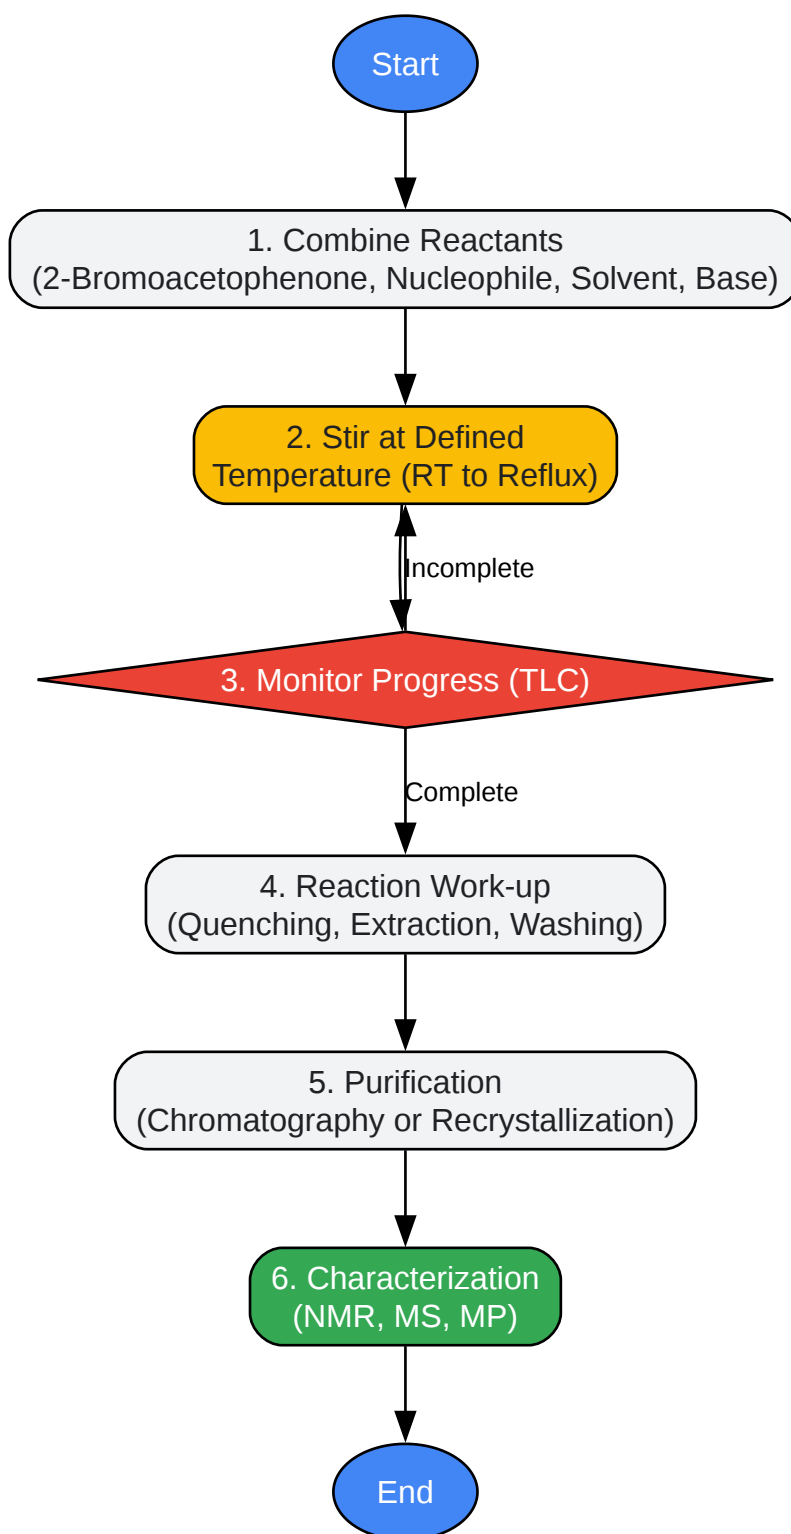 Start
1. Combine Reactants
(2-Bromoacetophenone, Nucleophile, Solvent, Base)
2. Stir at Defined
Temperature (RT to Reflux)
Incomplete
3. Monitor Progress (TLC)
Complete
4. Reaction Work-up
(Quenching, Extraction, Washing)
5. Purification
(Chromatography or Recrystallization)
6. Characterization
(NMR, MS, MP)
End